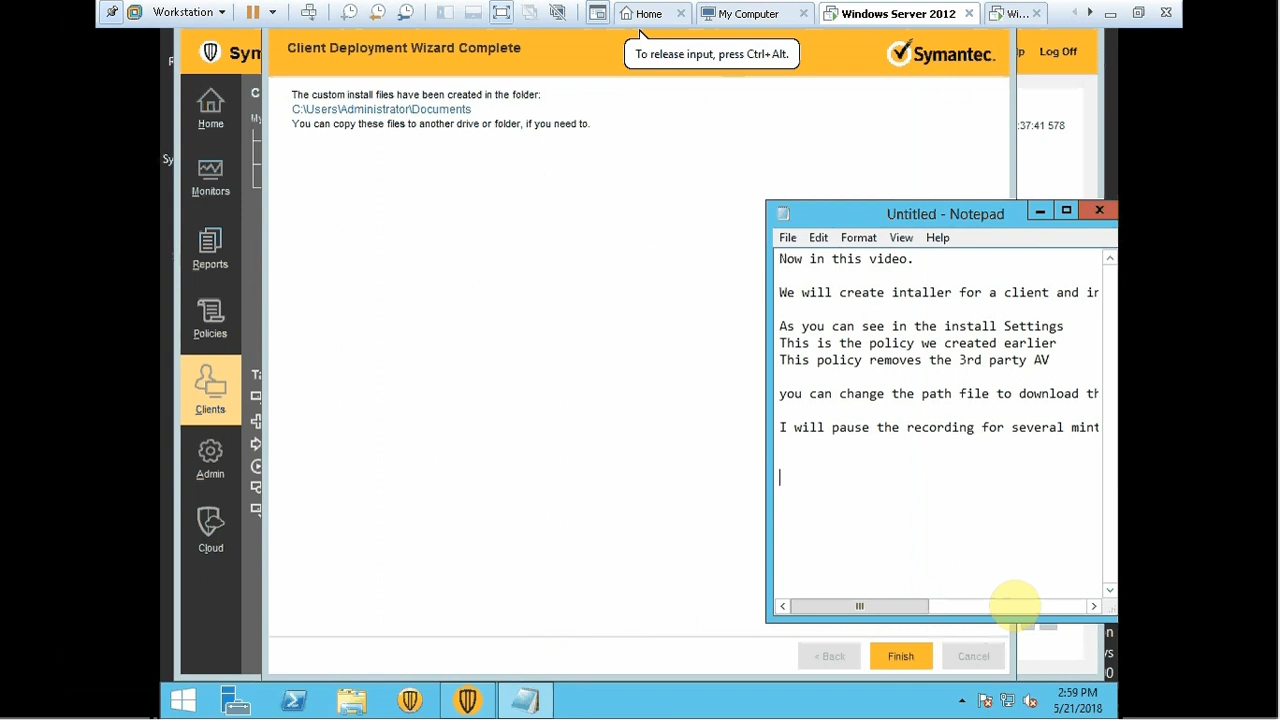 Workstation
Home
My Computer
Windows Server 2012
Wi...
Client Deployment Wizard Complete
To release input, press Ctrl+Alt.
Symantec.
Sym
Log Off
The custom install files have been created in the folder:
C:\Users\Administrator\Documents
You can copy these files to another drive or folder, if you need to.
:37:41 578
Home
Monitors
Reports
Policies
Clients
Admin
Cloud
Sy
My
Untitled - Notepad
File Edit Format View Help
Now in this video.
We will create intaller for a client and in
As you can see in the install Settings
This is the policy we created earlier
This policy removes the 3rd party AV
you can change the path file to download th
I will pause the recording for several mint
< Back
Finish
Cancel
2:59 PM
5/21/2018